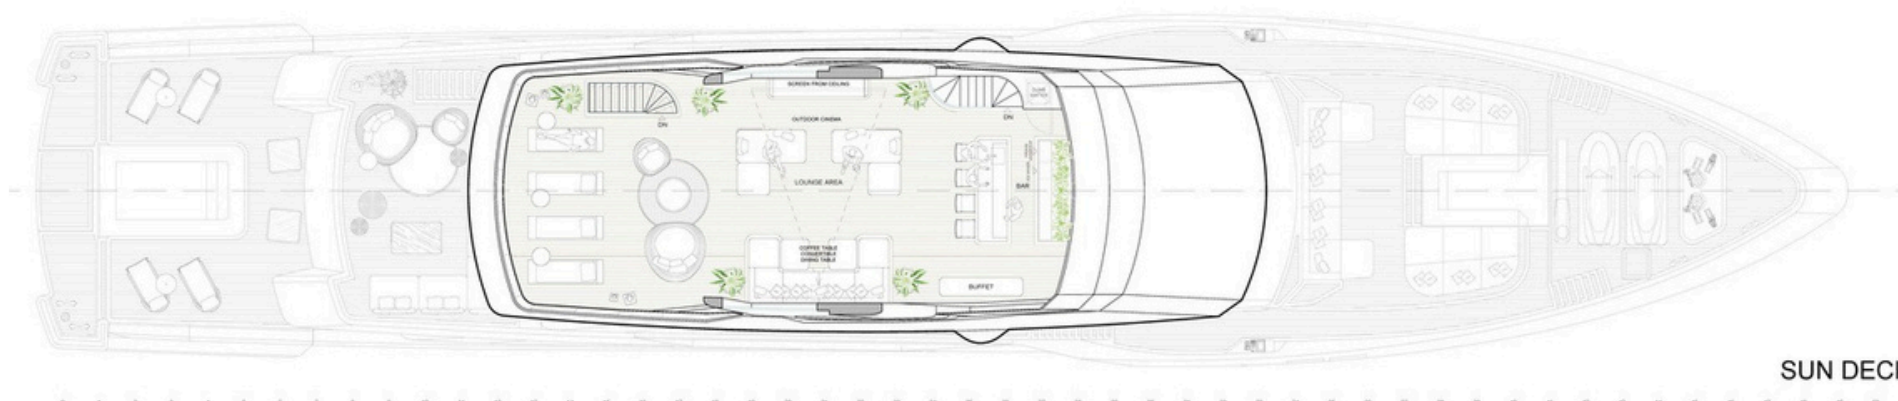 SCREEN FROM CEILING
DN
OUTDOOR CINEMA
DN
LOUNGE AREA
BAR
COFFEE TABLE
CONVERTIBLE
DINING TABLE
BUFFET
SUN DECK